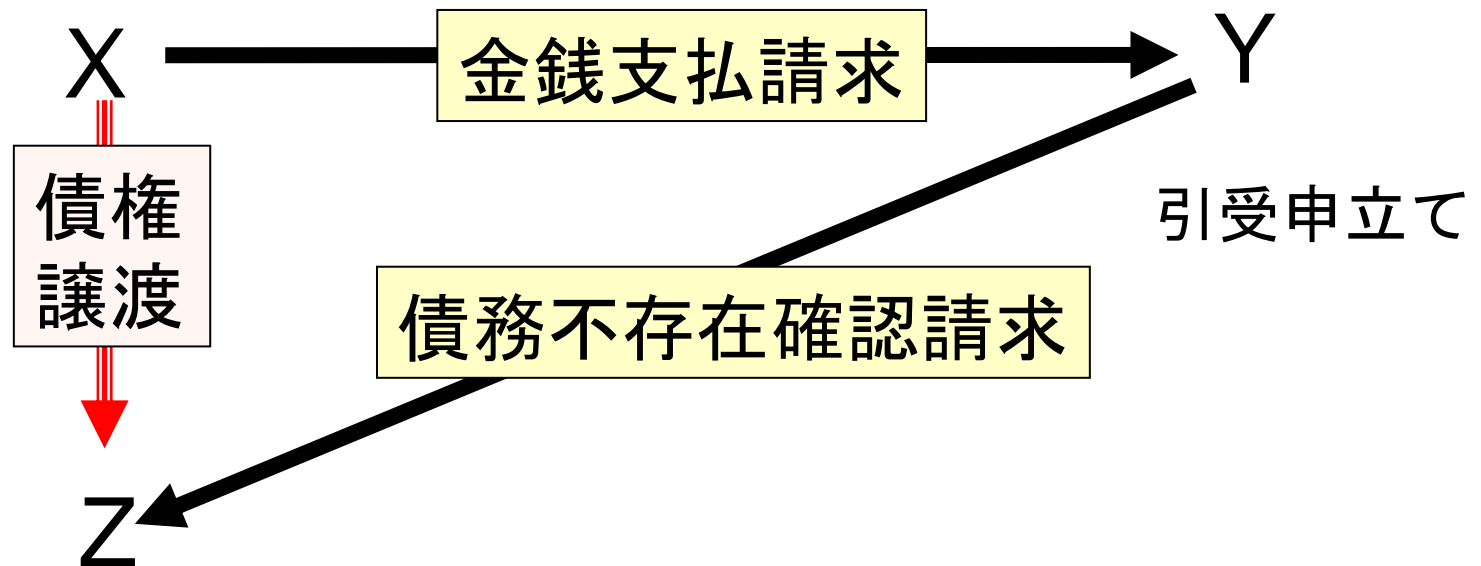 X
金銭支払請求
Y
債権
譲渡
引受申立て
債務不存在確認請求
Z